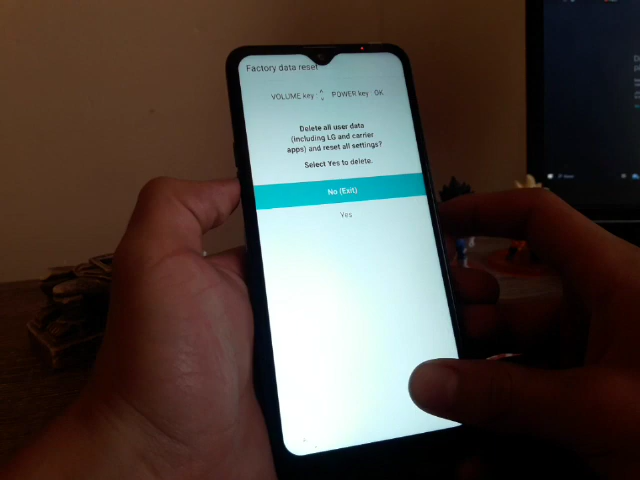 Factory data reset
VOLUME key : POWER key : OK
Delete all user data
(including LG and carrier
apps) and reset all settings?
Select Yes to delete.
No (Exit)
Yes